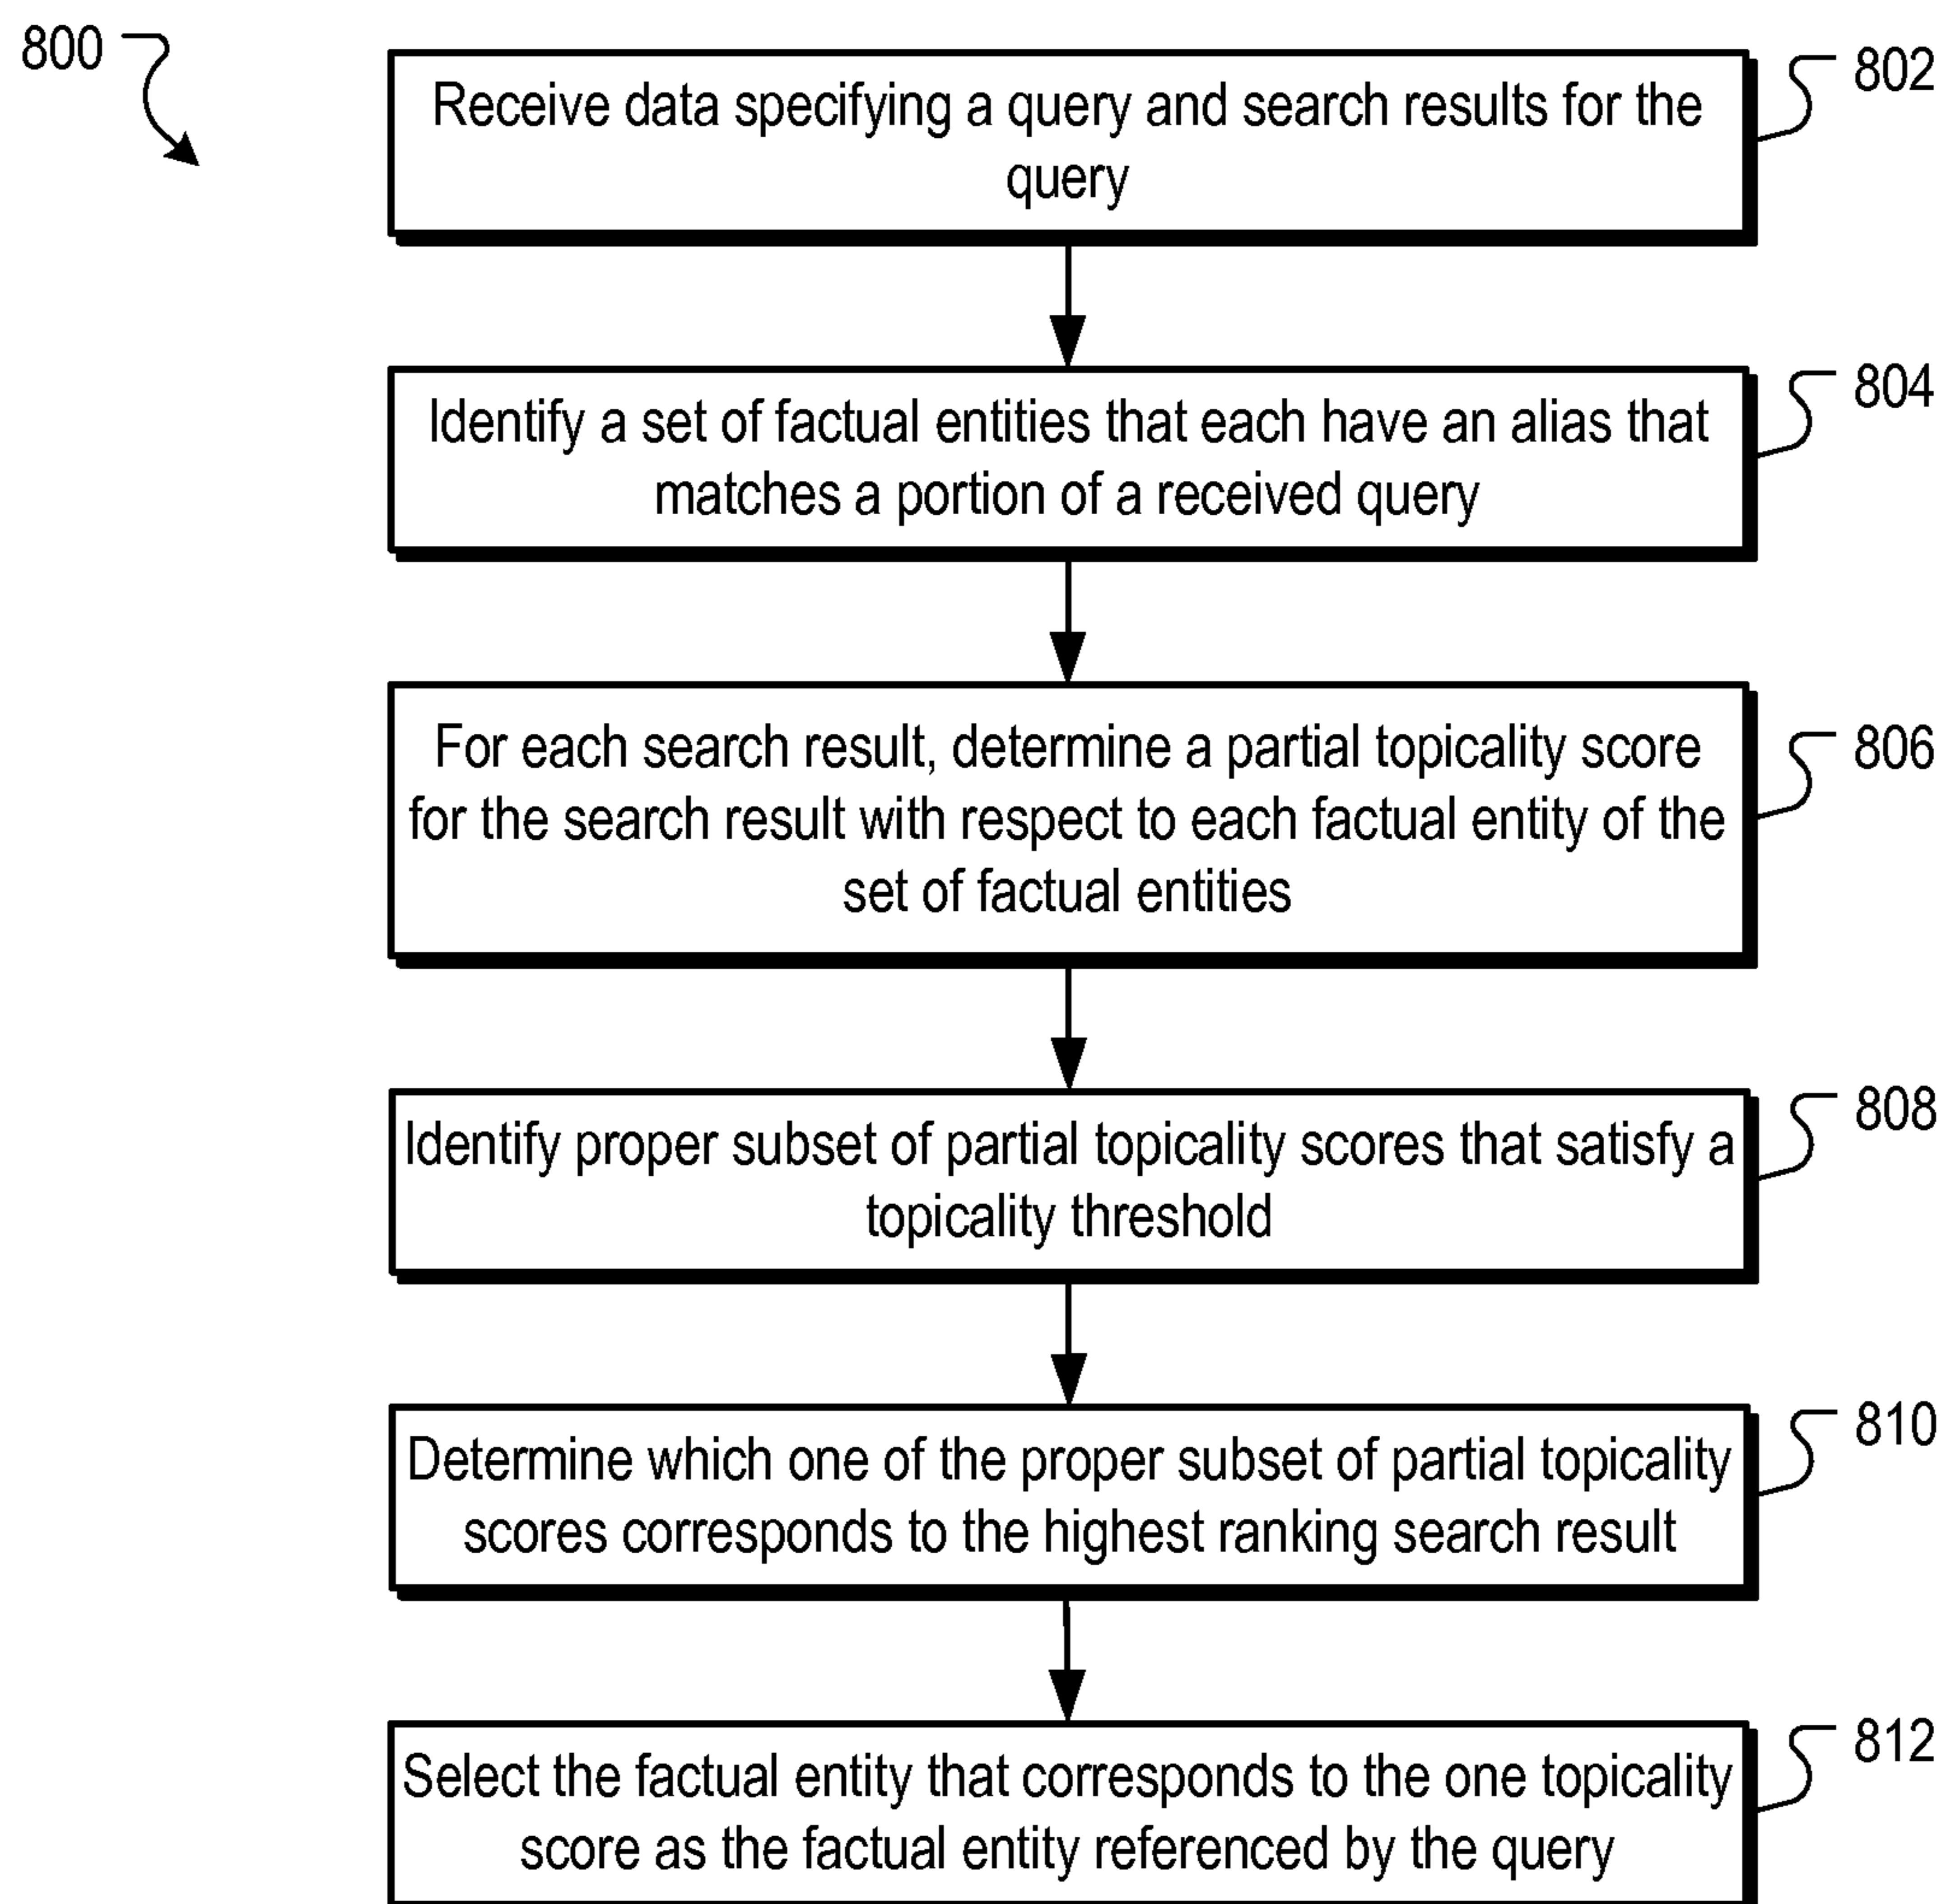 800
802
Receive data specifying a query and search results for the
query
804
Identify a set of factual entities that each have an alias that
matches a portion of a received query
806
For each search result, determine a partial topicality score
for the search result with respect to each factual entity of the
set of factual entities
808
Identify proper subset of partial topicality scores that satisfy a
topicality threshold
810
Determine which one of the proper subset of partial topicality
scores corresponds to the highest ranking search result
812
Select the factual entity that corresponds to the one topicality
score as the factual entity referenced by the query